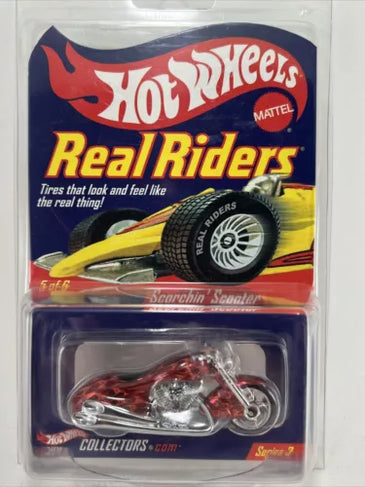 Hot Wheels
MATTEL
Real Riders®
Tires that look and feel like
the real thing!
REAL RIDERS
5 of 6
Scorchin' Scooter
Hot Wheels
COLLECTORS.com
Series